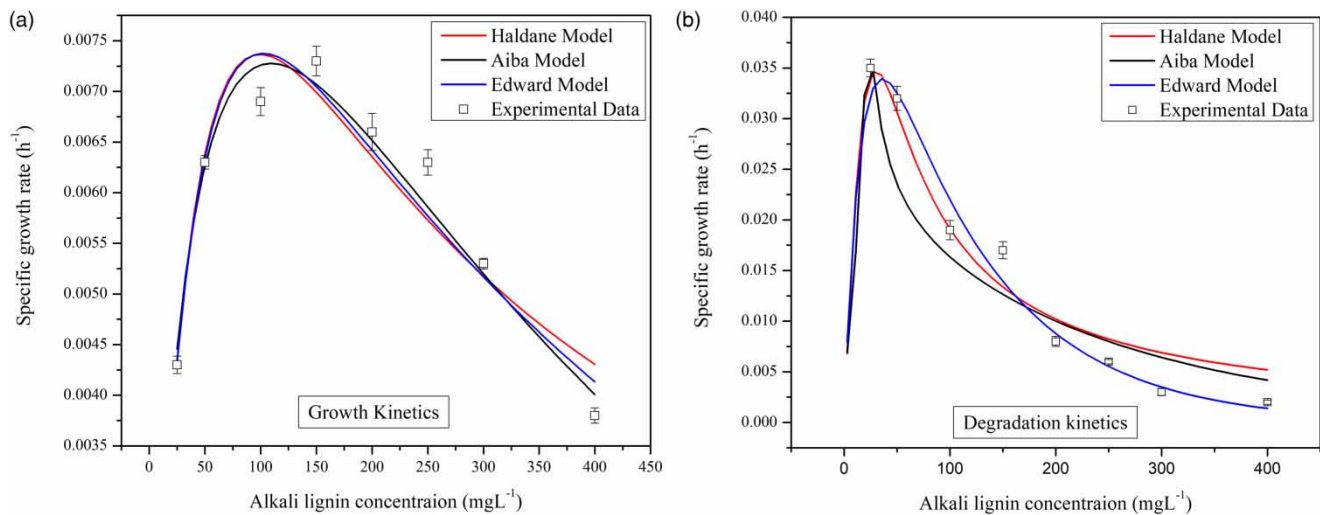 (a)
0.0075
0.0070
0.0065
0.0060
0.0055
0.0050
0.0045
0.0040
0.0035
Specific growth rate (h-1)
Haldane Model
Aiba Model
Edward Model
Experimental Data
Growth Kinetics
0 50 100 150 200 250 300 350 400 450
Alkali lignin concentraion (mgL-1)
(b)
0.040
0.035
0.030
0.025
0.020
0.015
0.010
0.005
0.000
Specific growth rate (h-1)
Haldane Model
Aiba Model
Edward Model
Experimental Data
Degradation kinetics
0 100 200 300 400
Alkali lignin concentraion (mgL-1)